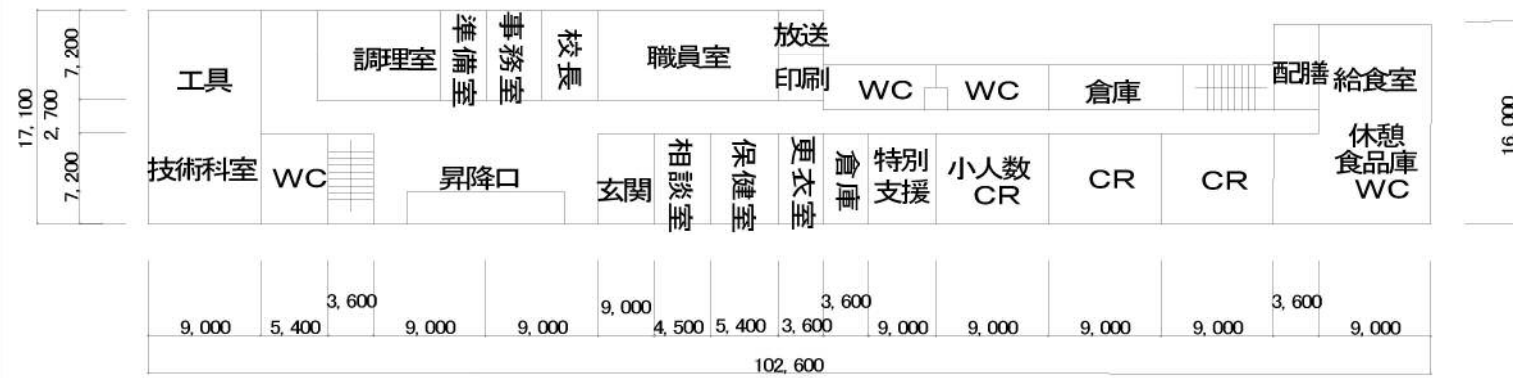 工具
技術科室
調理室
準備室
事務室
校長
職員室
放送
印刷
WC
WC
倉庫
配膳
給食室
休憩
食品庫
WC
WC
昇降口
玄関
相談室
保健室
更衣室
倉庫
特別
支援
小人数
CR
CR
CR
17,100
7,200
2,700
7,200
16,000
9,000
5,400
3,600
9,000
9,000
9,000
4,500
5,400
3,600
3,600
9,000
9,000
9,000
9,000
3,600
9,000
102,600